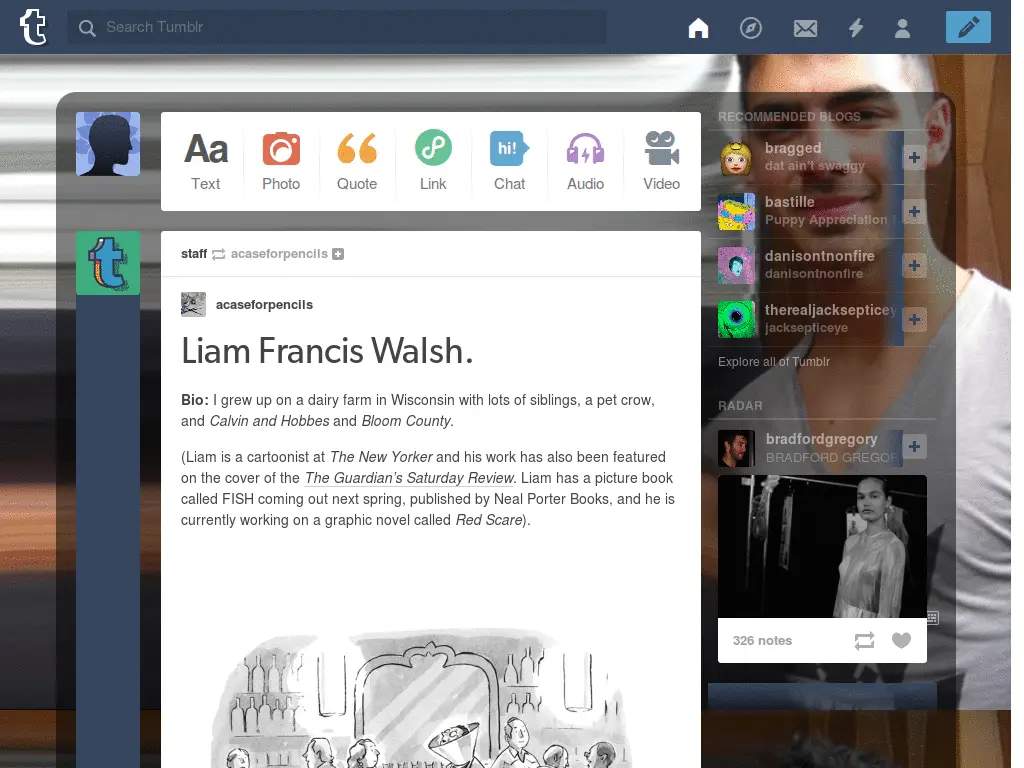 Search Tumblr
Aa
hi!
Text
Photo
Quote
Link
Chat
Audio
Video
staff acaseforpencils
acaseforpencils
Liam Francis Walsh.
Bio: I grew up on a dairy farm in Wisconsin with lots of siblings, a pet crow,
and Calvin and Hobbes and Bloom County.
(Liam is a cartoonist at The New Yorker and his work has also been featured
on the cover of the The Guardian’s Saturday Review. Liam has a picture book
called FISH coming out next spring, published by Neal Porter Books, and he is
currently working on a graphic novel called Red Scare).
RECOMMENDED BLOGS
bragged
dat ain't swaggy
bastille
Puppy Appreciation
danisontnonfire
danisontnonfire
therealjacksepticey
jacksepticeye
Explore all of Tumblr
RADAR
bradfordgregory
BRADFORD GREGOR
326 notes